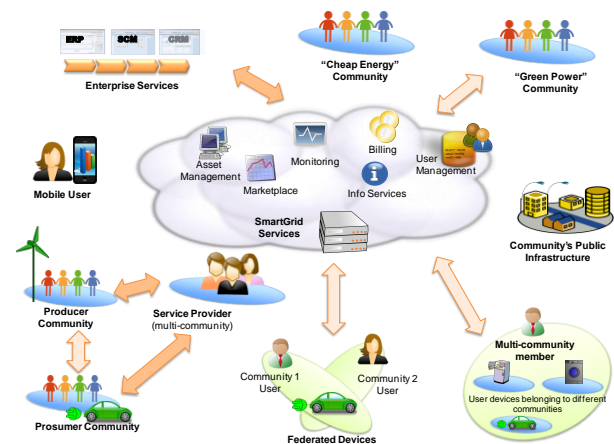 ERP
SCM
CRM
Enterprise Services
“Cheap Energy”
Community
“Green Power”
Community
Mobile User
Asset
Management
Monitoring
Billing
User
Management
Marketplace
Info Services
SmartGrid
Services
Community's Public
Infrastructure
Producer
Community
Service Provider
(multi-community)
Prosumer Community
Community 1
User
Community 2
User
Federated Devices
Multi-community
member
User devices belonging to different
communities